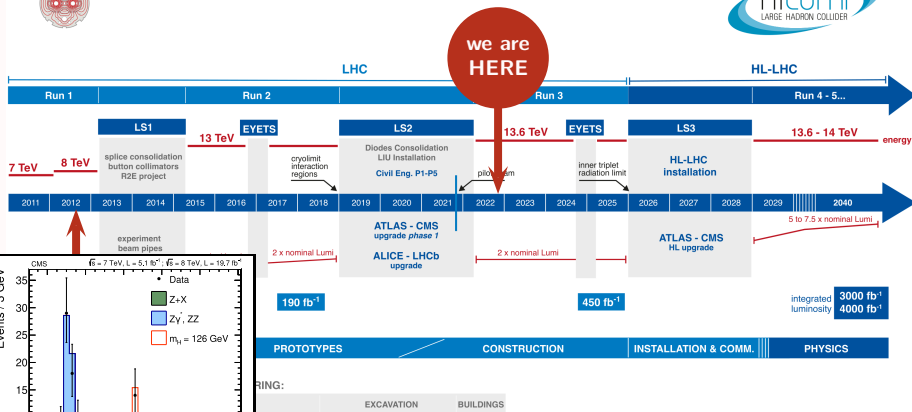 LARGE HADRON COLLIDER
we are
HERE
LHC
HL-LHC
Run 1
Run 2
Run 3
Run 4 - 5...
LS1
EYETS
LS2
EYETS
LS3
13 TeV
13.6 TeV
13.6 - 14 TeV
energy
7 TeV
8 TeV
splice consolidation
button collimators
R2E project
cryolimit
interaction
regions
Diodes Consolidation
LIU Installation
Civil Eng. P1-P5
inner triplet
radiation limit
HL-LHC
installation
2011
2012
2013
2014
2015
2016
2017
2018
2019
2020
2021
2022
2023
2024
2025
2026
2027
2028
2029
2040
5 to 7.5 x nominal Lumi
experiment
beam pipes
ATLAS - CMS
upgrade phase 1
ALICE - LHCb
upgrade
ATLAS - CMS
HL upgrade
2 x nominal Lumi
2 x nominal Lumi
190 fb-1
450 fb-1
integrated
luminosity
3000 fb-1
4000 fb-1
PROTOTYPES
CONSTRUCTION
INSTALLATION & COMM.
PHYSICS
EXCAVATION
BUILDINGS
CMS
√s = 7 TeV, L = 5,1 fb-1 ; √s = 8 TeV, L = 19,7 fb-1
35
30
25
20
15
Data
Z+X
Zγ*, ZZ
mH = 126 GeV